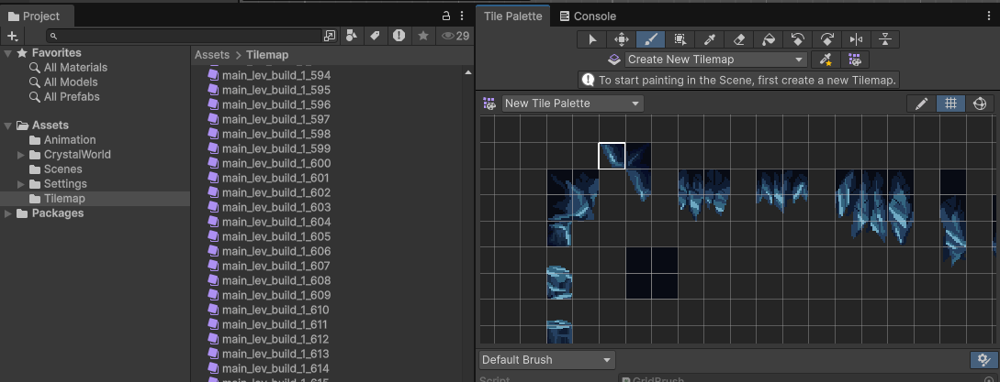 Project
29
Favorites
All Materials
All Models
All Prefabs
Assets
Animation
CrystalWorld
Scenes
Settings
Tilemap
Packages
Assets > Tilemap
main_lev_build_1_594
main_lev_build_1_595
main_lev_build_1_596
main_lev_build_1_597
main_lev_build_1_598
main_lev_build_1_599
main_lev_build_1_600
main_lev_build_1_601
main_lev_build_1_602
main_lev_build_1_603
main_lev_build_1_604
main_lev_build_1_605
main_lev_build_1_606
main_lev_build_1_607
main_lev_build_1_608
main_lev_build_1_609
main_lev_build_1_610
main_lev_build_1_611
main_lev_build_1_612
main_lev_build_1_613
main_lev_build_1_614
Tile Palette
Console
Create New Tilemap
To start painting in the Scene, first create a new Tilemap.
New Tile Palette
Default Brush
Script
GridBrush